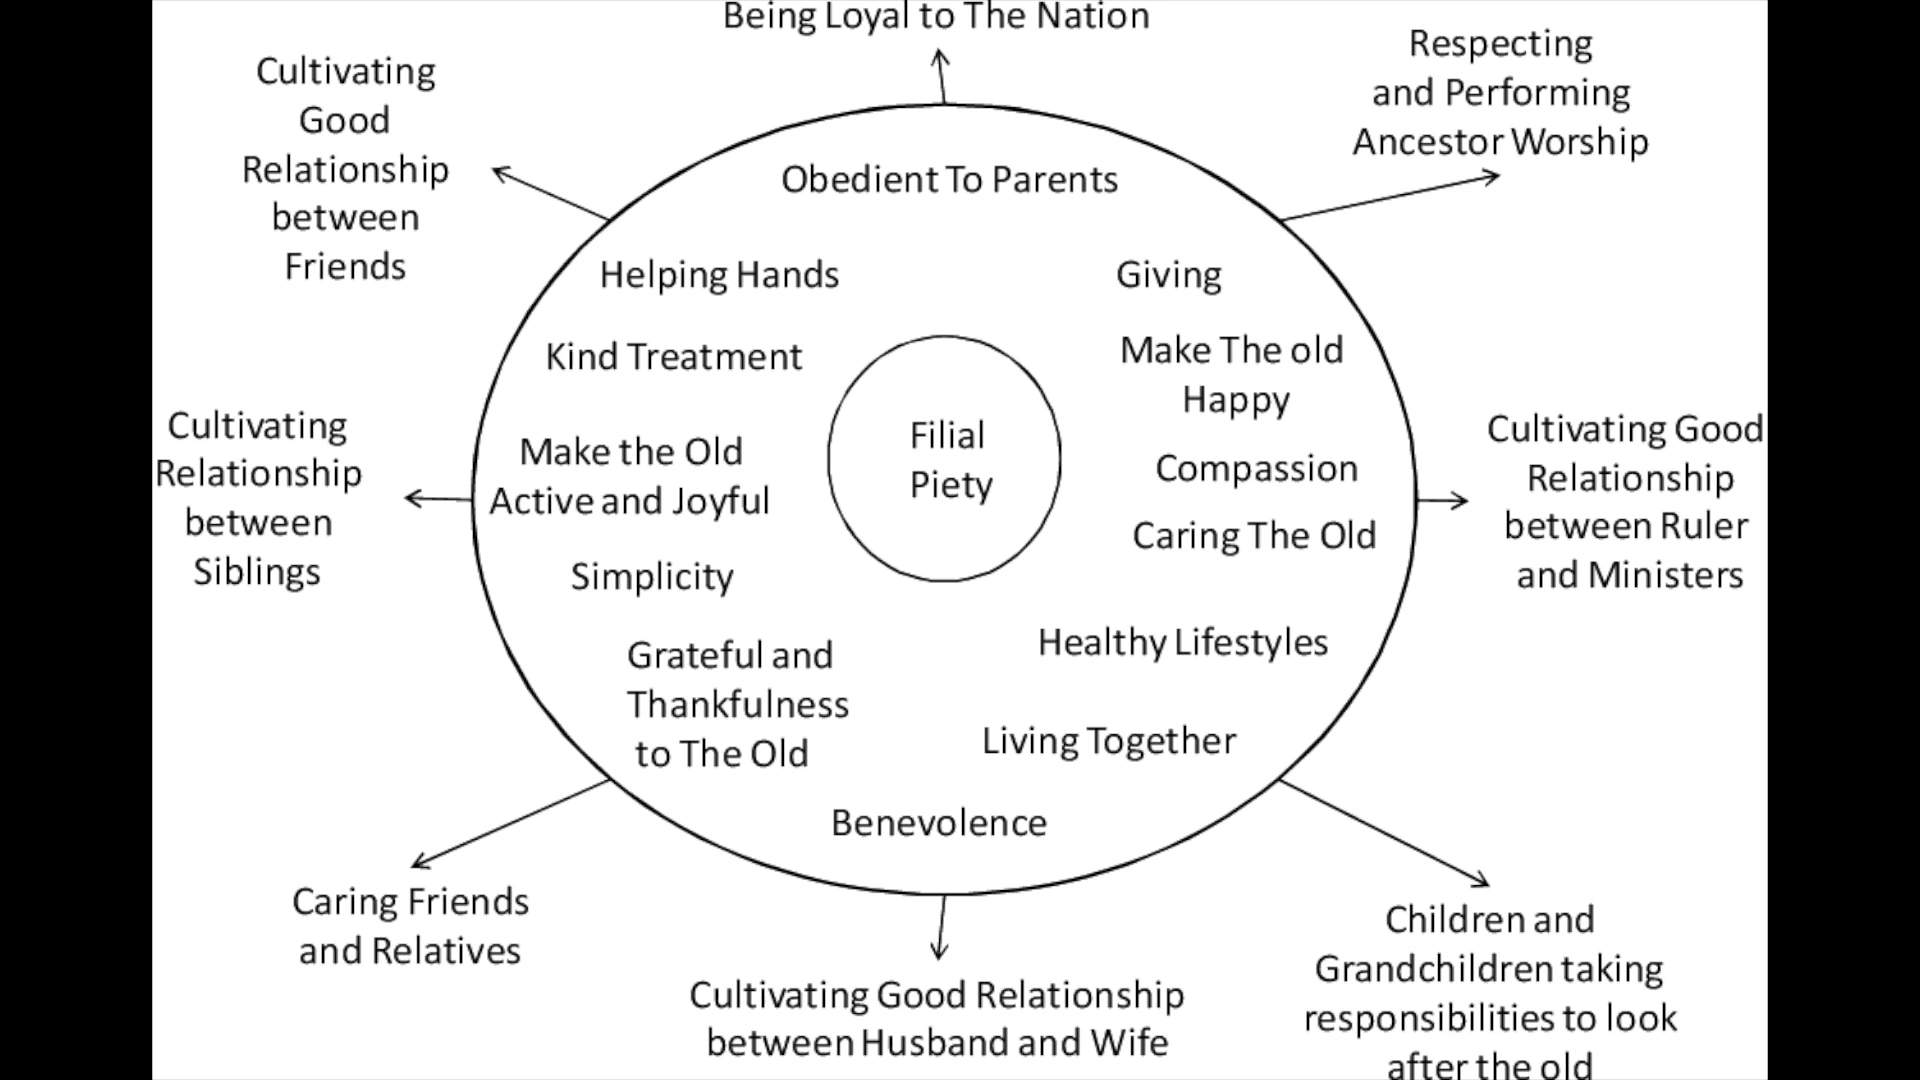 Being Loyal to The Nation
Cultivating
Good
Relationship
between
Friends
Respecting
and Performing
Ancestor Worship
Obedient To Parents
Helping Hands
Giving
Kind Treatment
Make The old
Happy
Cultivating
Relationship
between
Siblings
Make the Old
Active and Joyful
Filial
Piety
Compassion
Caring The Old
Cultivating Good
Relationship
between Ruler
and Ministers
Simplicity
Healthy Lifestyles
Grateful and
Thankfulness
to The Old
Living Together
Benevolence
Caring Friends
and Relatives
Cultivating Good Relationship
between Husband and Wife
Children and
Grandchildren taking
responsibilities to look
after the old